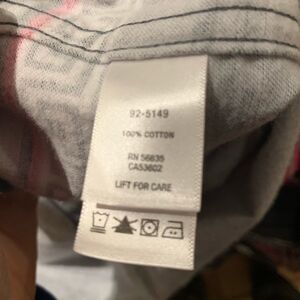 92-5149
100% COTTON
RN 56835
CA53602
LIFT FOR CARE